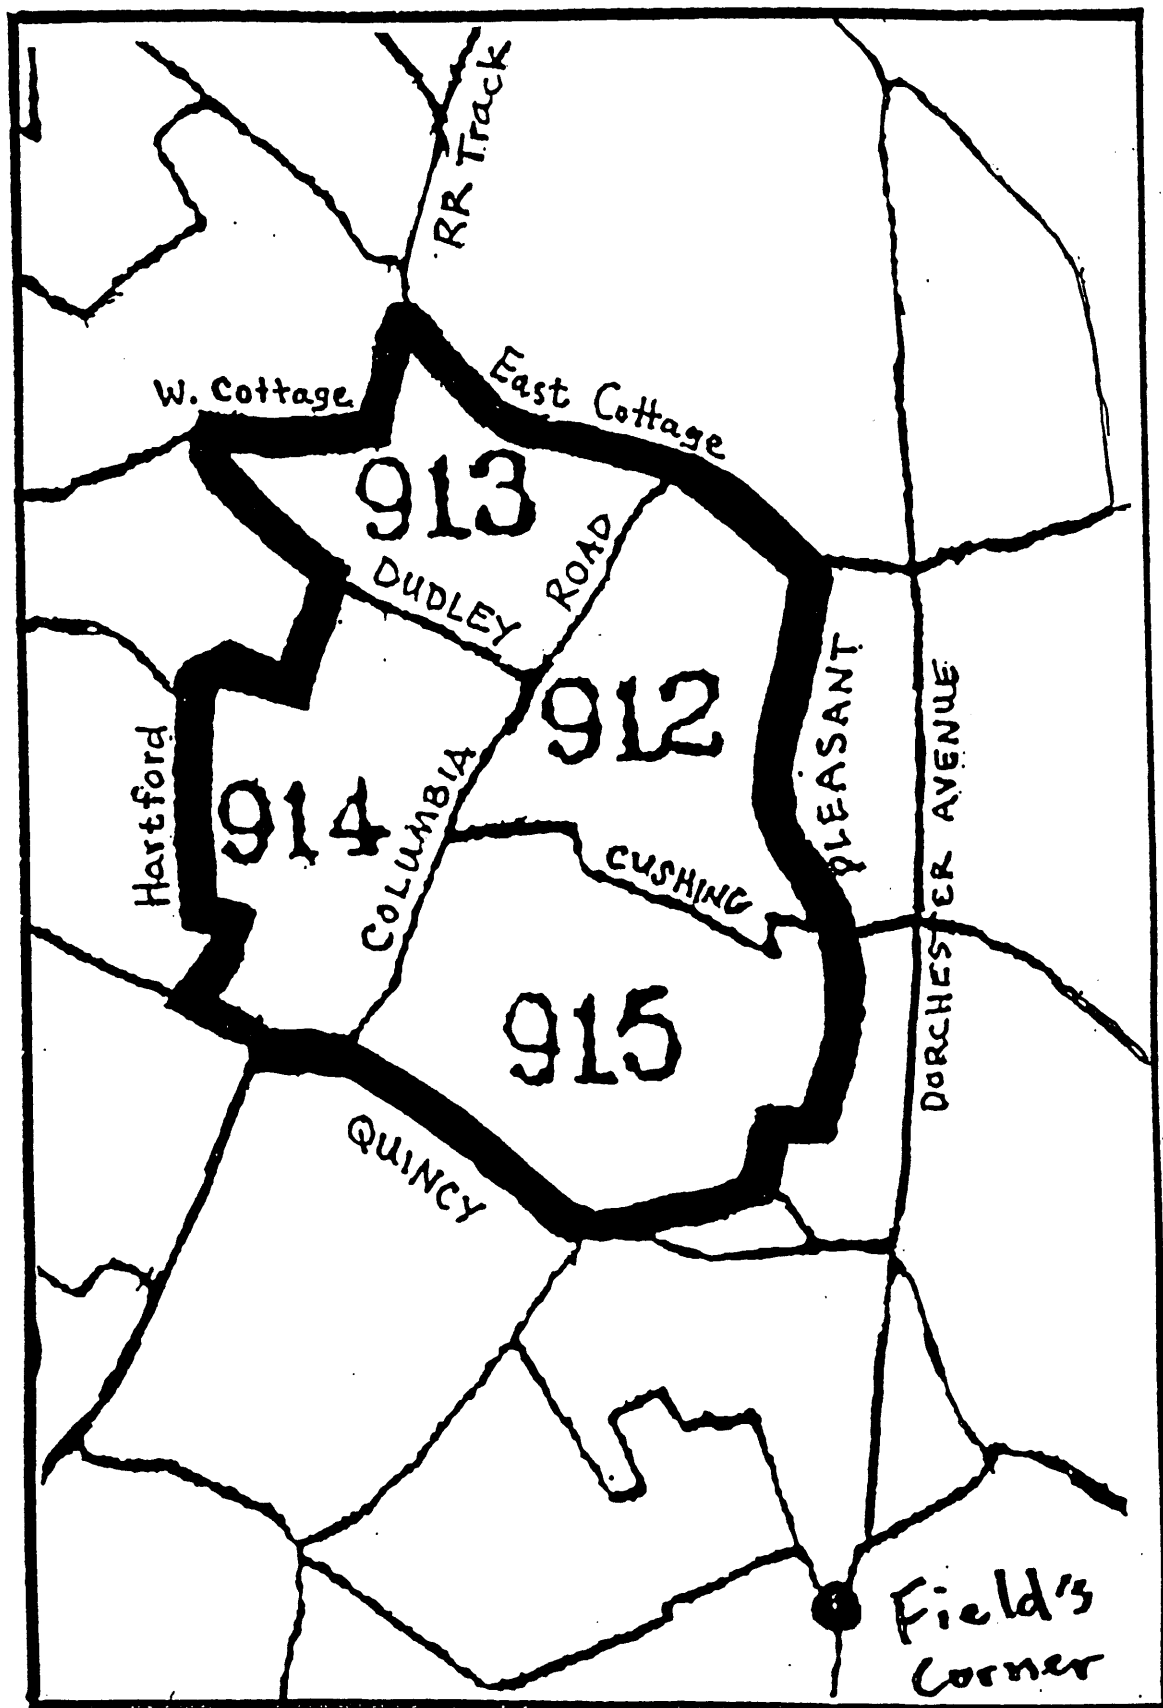 RR Track
W. Cottage
East Cottage
913
DUDLEY
ROAD
912
PLEASANT
Hartford
914
COLUMBIA
CUSHING
DORCHESTER AVENUE
915
QUINCY
Field's
Corner